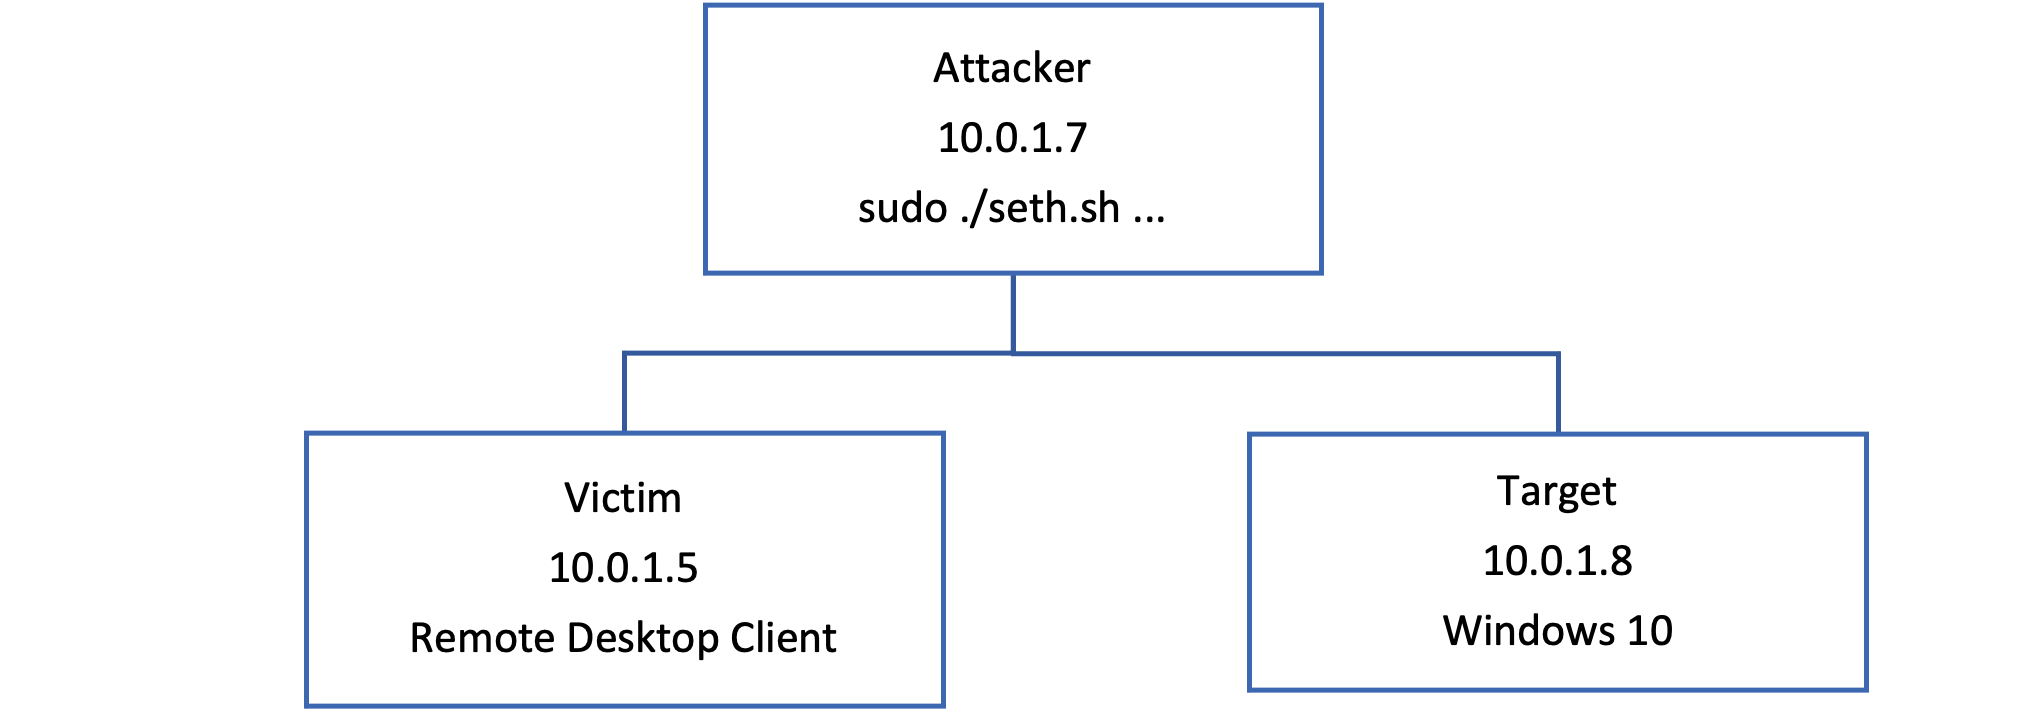 Attacker
10.0.1.7
sudo ./seth.sh ...
Victim
10.0.1.5
Remote Desktop Client
Target
10.0.1.8
Windows 10